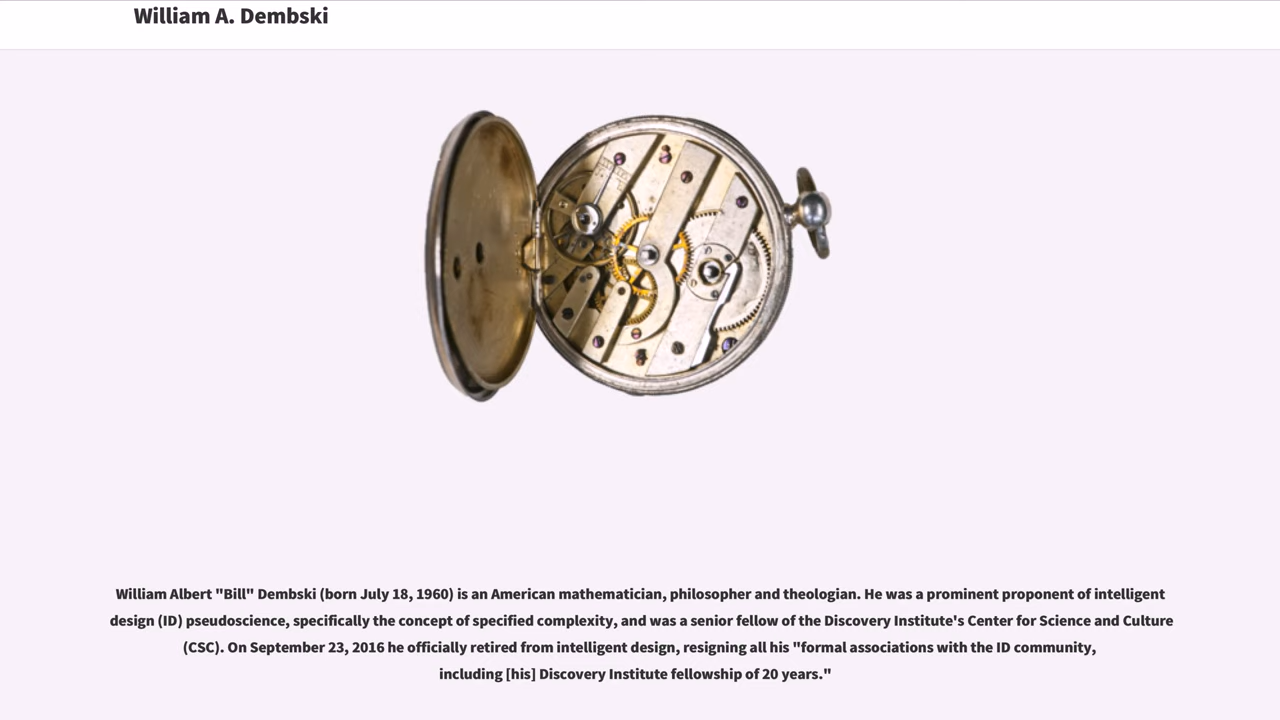 William A. Dembski
William Albert "Bill" Dembski (born July 18, 1960) is an American mathematician, philosopher and theologian. He was a prominent proponent of intelligent
design (ID) pseudoscience, specifically the concept of specified complexity, and was a senior fellow of the Discovery Institute's Center for Science and Culture
(CSC). On September 23, 2016 he officially retired from intelligent design, resigning all his "formal associations with the ID community,
including [his] Discovery Institute fellowship of 20 years."